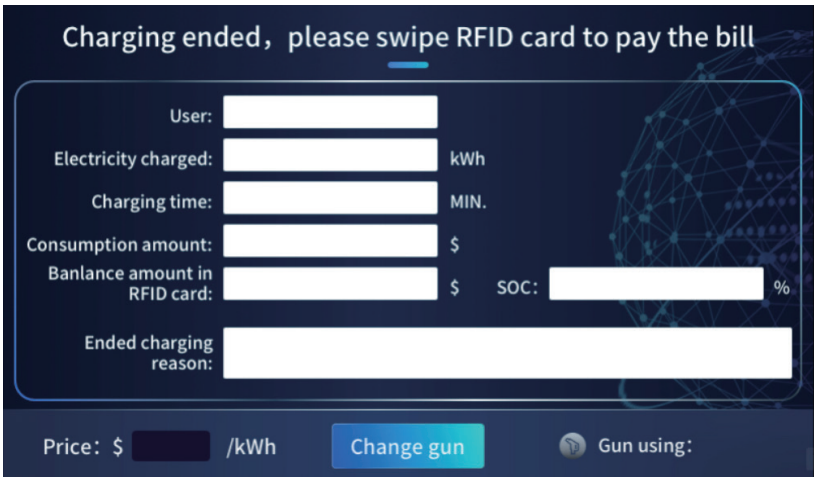 Charging ended，please swipe RFID card to pay the bill
User:
Electricity charged: kWh
Charging time: MIN.
Consumption amount: $
Banlance amount in
RFID card: $ SOC: %
Ended charging
reason:
Price：$ /kWh Change gun Gun using：